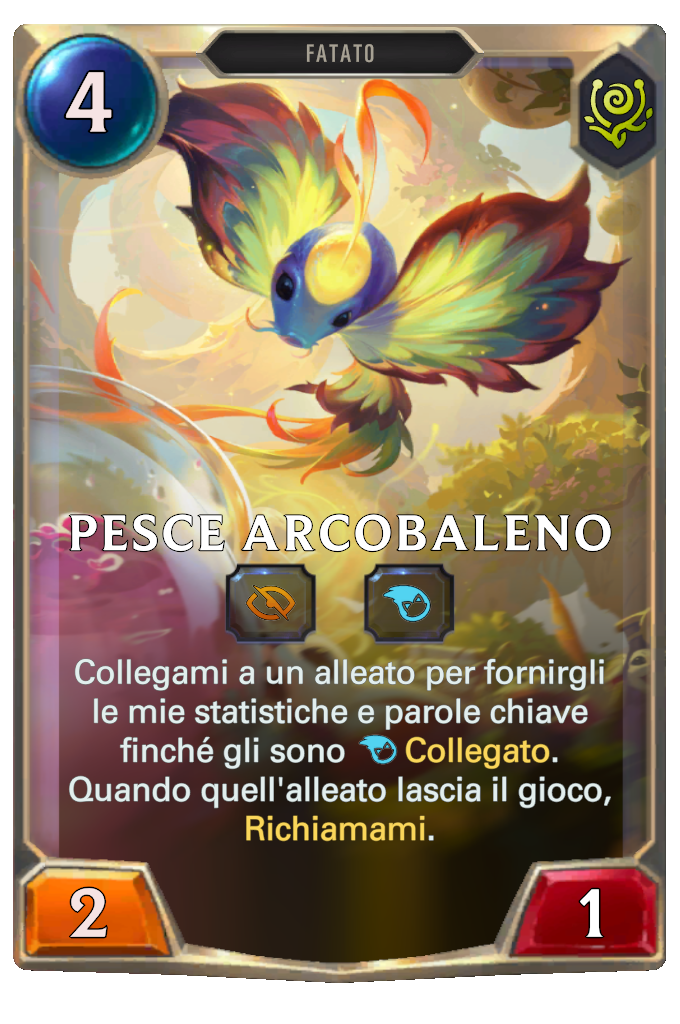 FATATO
4
PESCE ARCOBALENO
Collegami a un alleato per fornirgli
le mie statistiche e parole chiave
finché gli sono Collegato.
Quando quell'alleato lascia il gioco,
Richiamami.
2
1